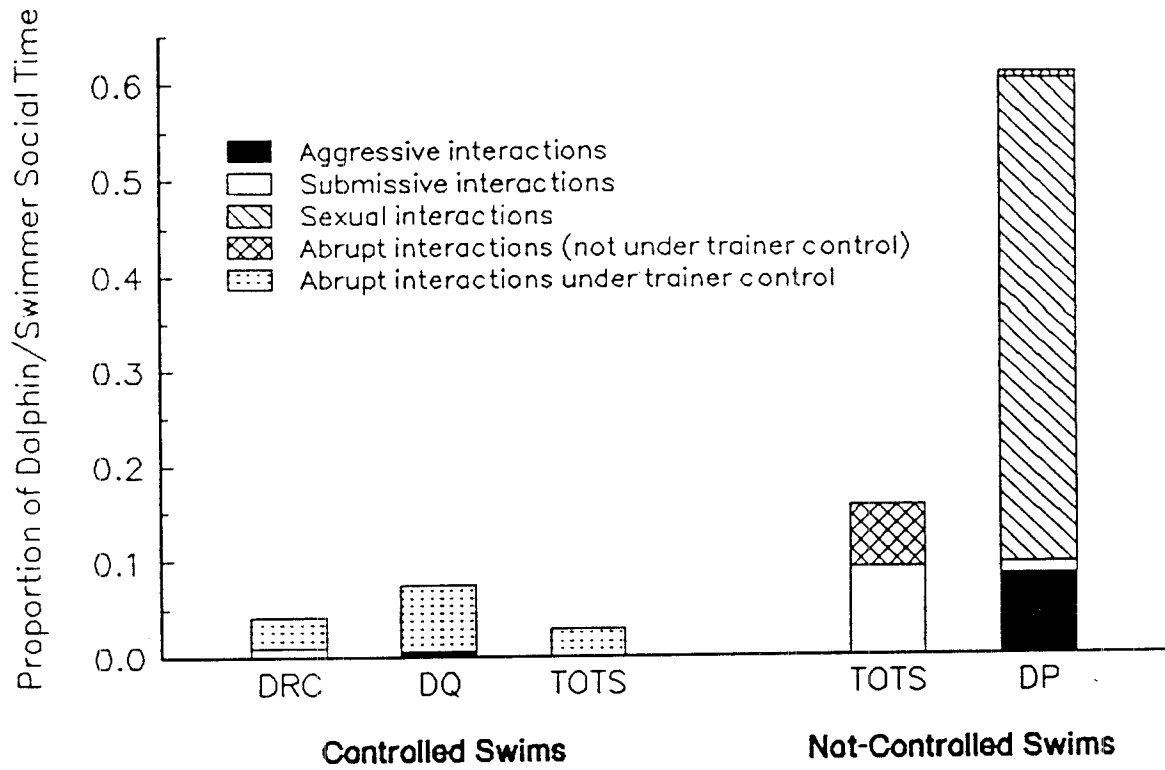 Proportion of Dolphin/Swimmer Social Time
0.6
0.5
0.4
0.3
0.2
0.1
0.0
Aggressive interactions
Submissive interactions
Sexual interactions
Abrupt interactions (not under trainer control)
Abrupt interactions under trainer control
DRC DQ TOTS TOTS DP
Controlled Swims Not-Controlled Swims